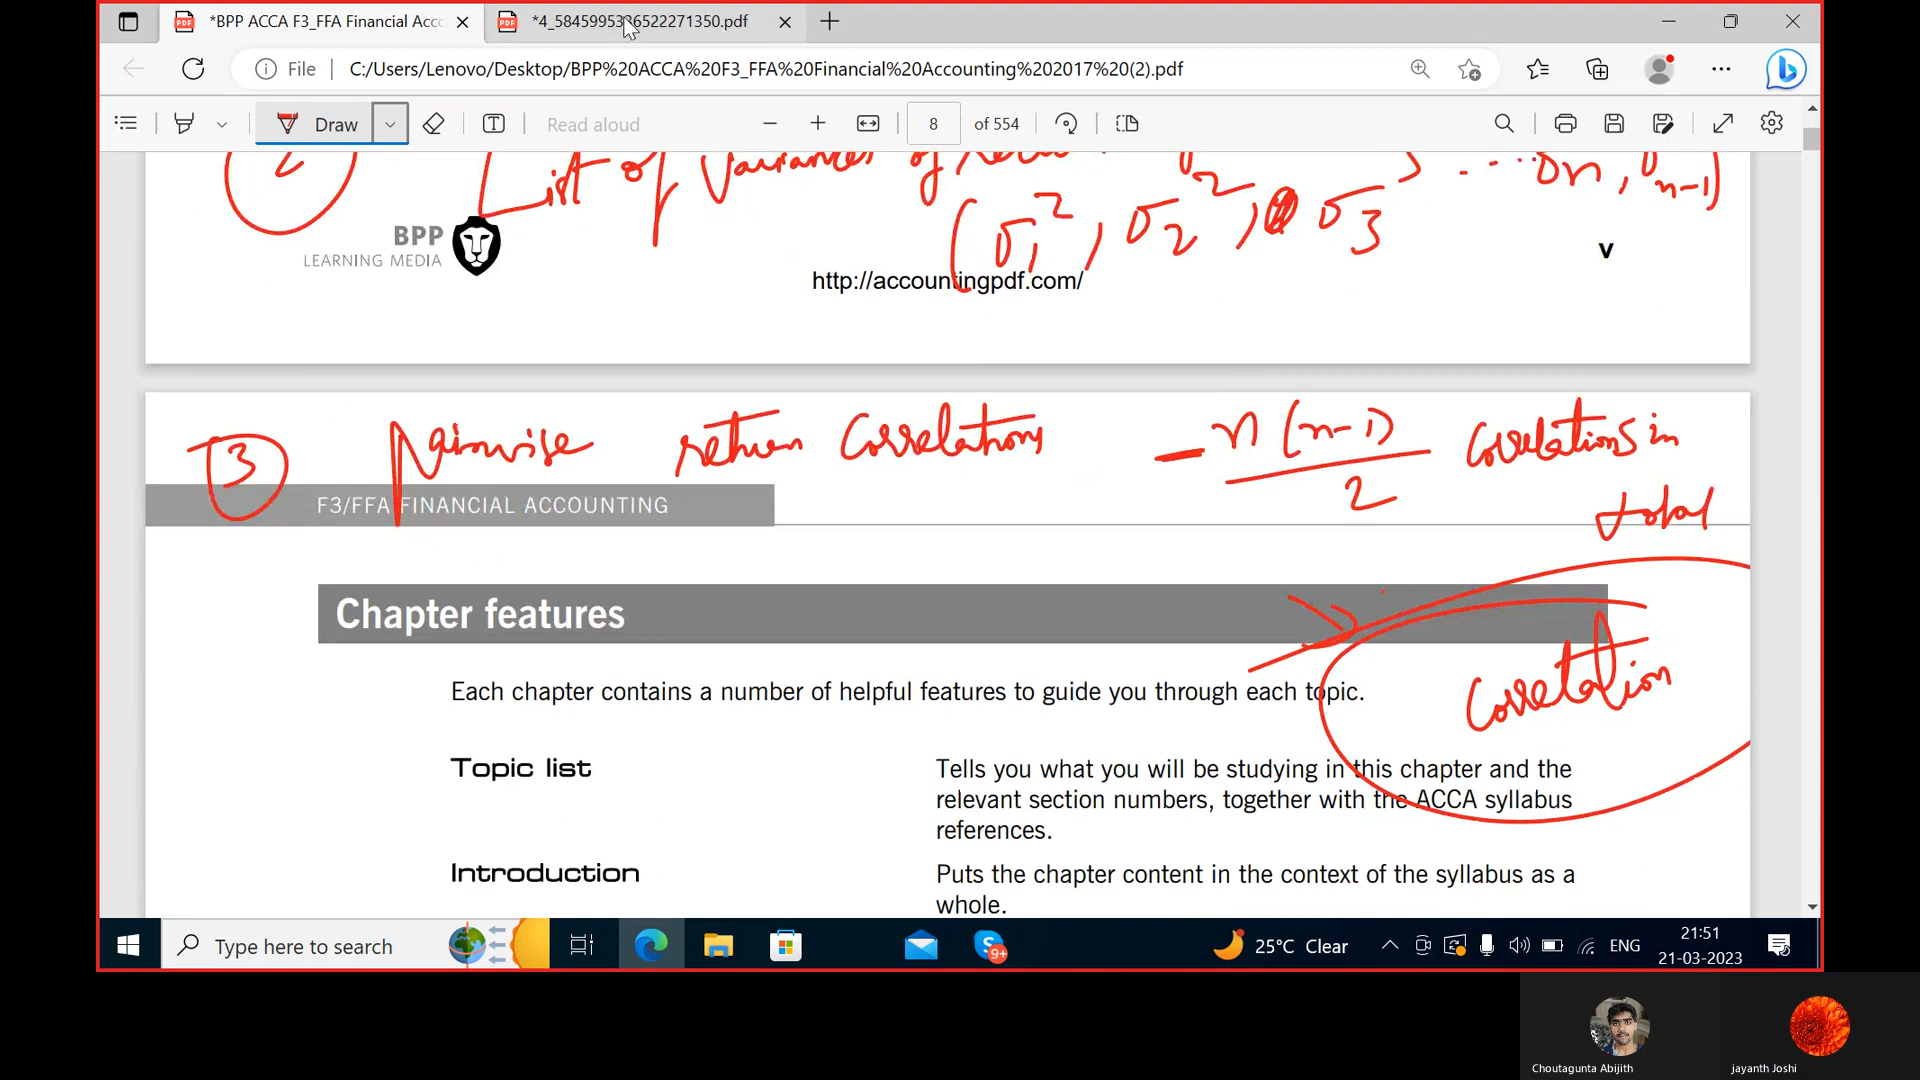 *BPP ACCA F3_FFA Financial Acc
*4_5845995336522271350.pdf
File
C:/Users/Lenovo/Desktop/BPP%20ACCA%20F3_FFA%20Financial%20Accounting%202017%20(2).pdf
Draw
Read aloud
8 of 554
2 List of variances of σn, σn-1)
(σ1², σ2, σ3
BPP
LEARNING MEDIA
v
http://accountingpdf.com/
3 Pairwise return Correlations - n(n-1)/2 correlations in
total
F3/FFA FINANCIAL ACCOUNTING
Chapter features
Correlation
Each chapter contains a number of helpful features to guide you through each topic.
Topic list
Tells you what you will be studying in this chapter and the
relevant section numbers, together with the ACCA syllabus
references.
Introduction
Puts the chapter content in the context of the syllabus as a
whole.
Type here to search
9+
25°C Clear
ENG
21:51
21-03-2023
Choutagunta Abijith
jayanth Joshi